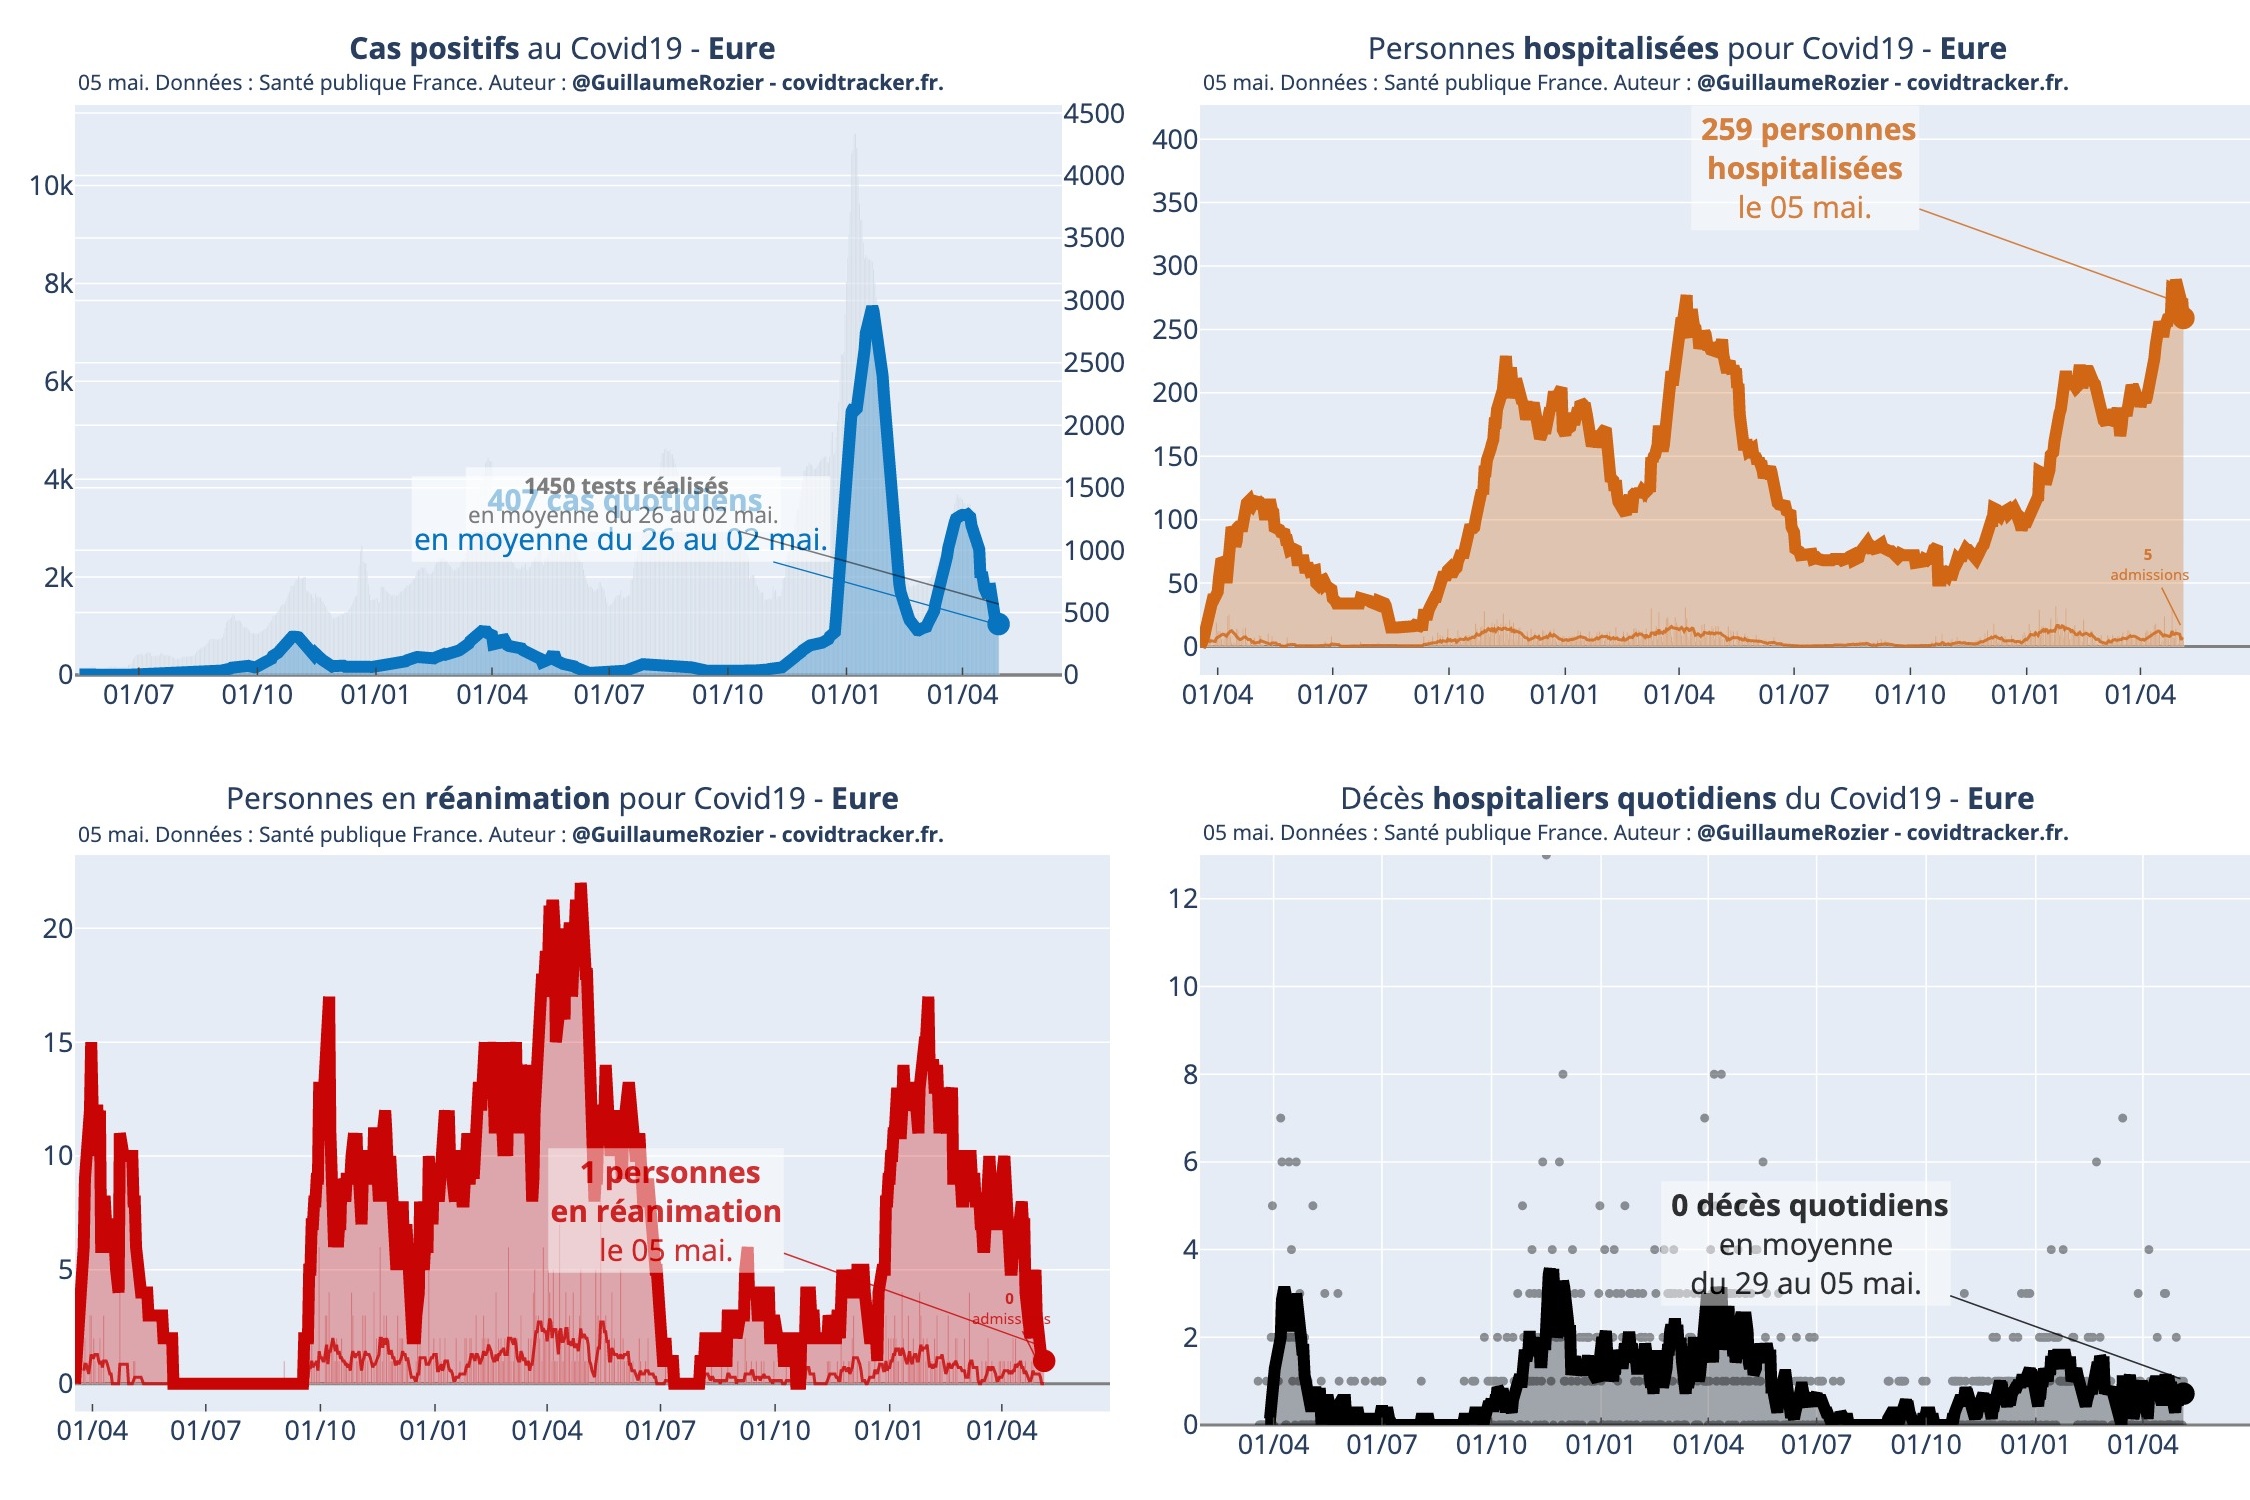 Cas positifs au Covid19 - Eure
05 mai. Données : Santé publique France. Auteur : @GuillaumeRozier - covidtracker.fr.
4500
4000
3500
3000
2500
2000
1500
1000
500
0
10k
8k
6k
4k
2k
0
1450 tests réalisés
en moyenne du 26 au 02 mai.
407 cas quotidiens
en moyenne du 26 au 02 mai.
01/07 01/10 01/01 01/04 01/07 01/10 01/01 01/04
Personnes hospitalisées pour Covid19 - Eure
05 mai. Données : Santé publique France. Auteur : @GuillaumeRozier - covidtracker.fr.
400
350
300
250
200
150
100
50
0
259 personnes
hospitalisées
le 05 mai.
5
admissions
01/04 01/07 01/10 01/01 01/04 01/07 01/10 01/01 01/04
Personnes en réanimation pour Covid19 - Eure
05 mai. Données : Santé publique France. Auteur : @GuillaumeRozier - covidtracker.fr.
20
15
10
5
0
1 personnes
en réanimation
le 05 mai.
0
admissions
01/04 01/07 01/10 01/01 01/04 01/07 01/10 01/01 01/04
Décès hospitaliers quotidiens du Covid19 - Eure
05 mai. Données : Santé publique France. Auteur : @GuillaumeRozier - covidtracker.fr.
12
10
8
6
4
2
0
0 décès quotidiens
en moyenne
du 29 au 05 mai.
01/04 01/07 01/10 01/01 01/04 01/07 01/10 01/01 01/04